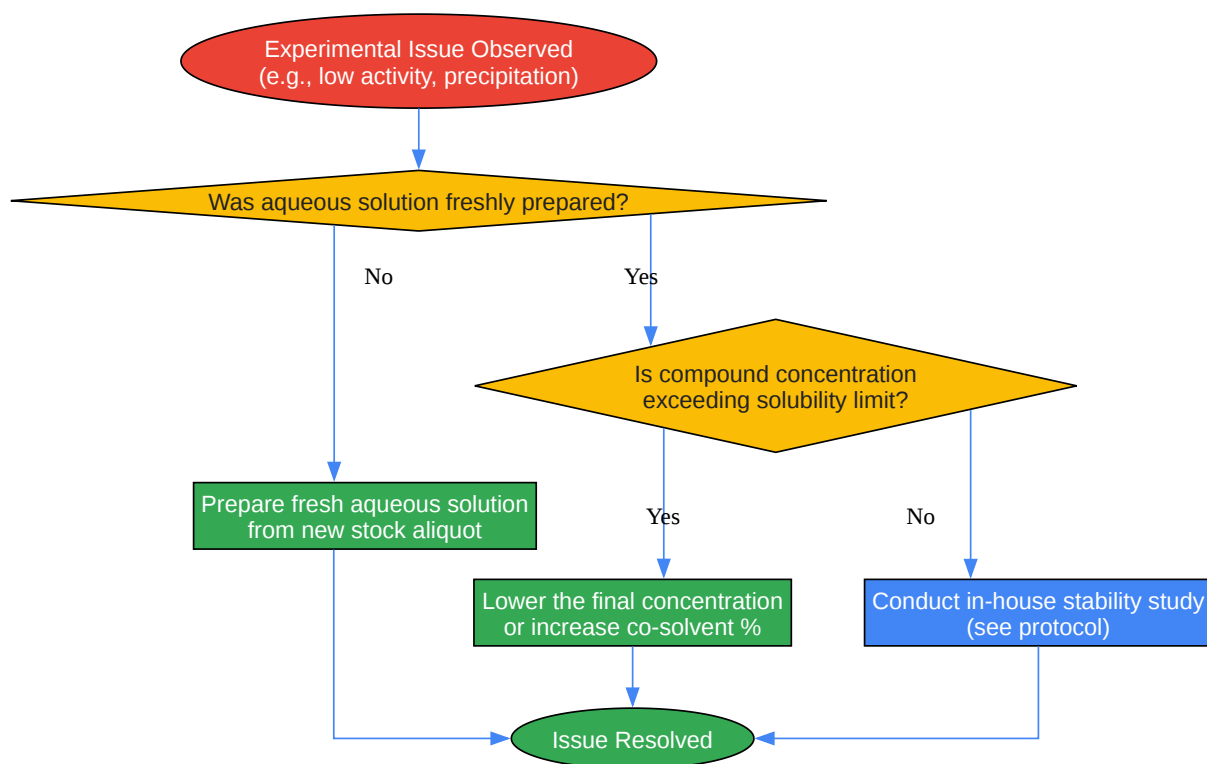 Experimental Issue Observed
(e.g., low activity, precipitation)
Was aqueous solution freshly prepared?
No
Yes
Is compound concentration
exceeding solubility limit?
Prepare fresh aqueous solution
from new stock aliquot
Yes
No
Lower the final concentration
or increase co-solvent %
Conduct in-house stability study
(see protocol)
Issue Resolved